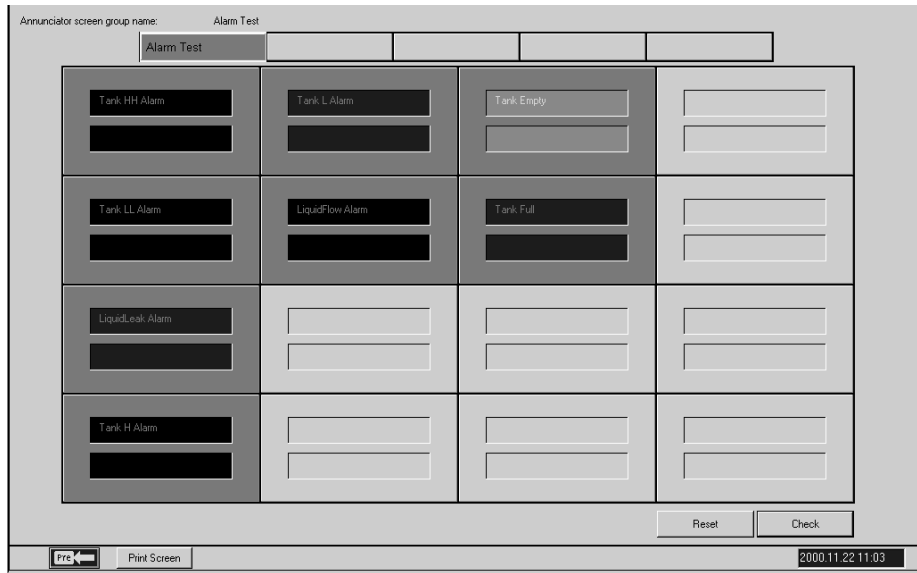 Annunciator screen group name: Alarm Test
Alarm Test
Tank HH Alarm Tank L Alarm Tank Empty
Tank LL Alarm LiquidFlow Alarm Tank Full
LiquidLeak Alarm
Tank H Alarm
Reset Check
Pre Print Screen 2000.11.22 11:03